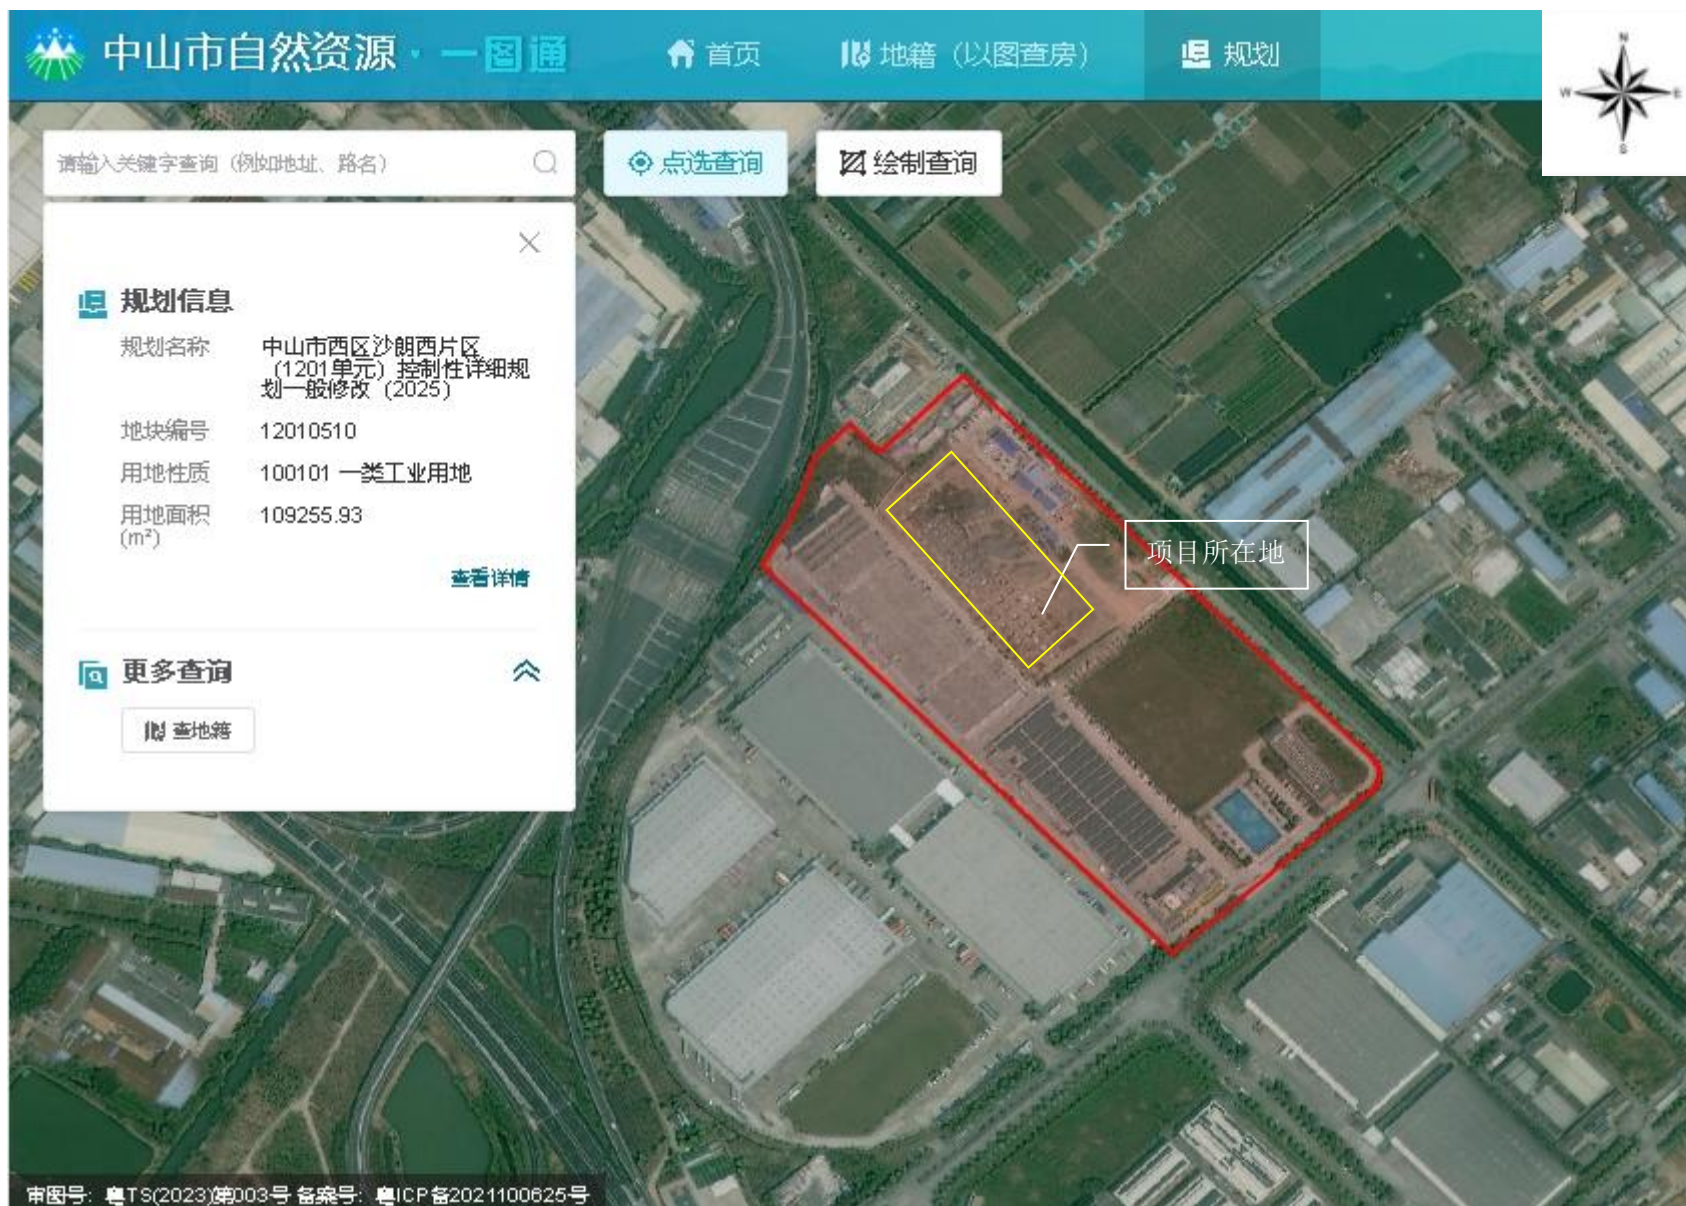 中山市自然资源·一图通
首页
地籍（以图查房）
规划
N
W
E
S
请输入关键字查询（例如地址、路名）
点选查询
绘制查询
规划信息
规划名称
中山市西区沙朗西片区
（1201单元）控制性详细规
划一般修改（2025）
地块编号
12010510
用地性质
100101 一类工业用地
用地面积
(m²)
109255.93
查看详情
更多查询
查地籍
项目所在地
审图号：粤TS(2023)第003号 备案号：粤ICP备2021100625号